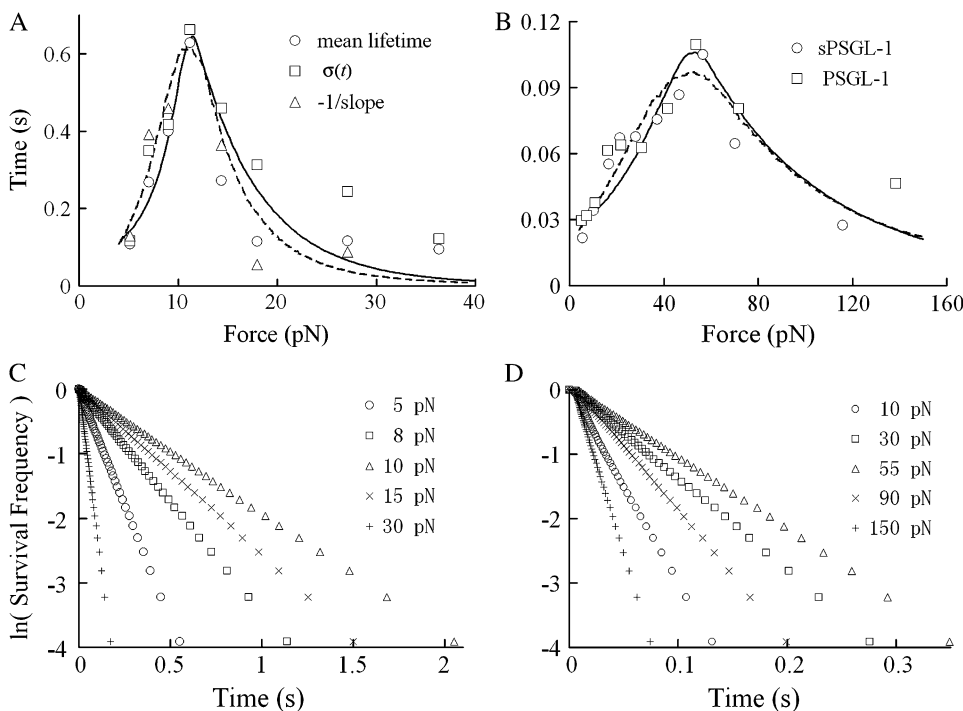 A
Time (s)
0.6
0.4
0.2
0.0
0
10
20
30
40
Force (pN)
mean lifetime
σ(t)
-1/slope
B
0.12
0.09
0.06
0.03
0
0
40
80
120
160
Force (pN)
sPSGL-1
PSGL-1
C
ln( Survival Frequency )
0
-1
-2
-3
-4
0
0.5
1
1.5
2
Time (s)
5 pN
8 pN
10 pN
15 pN
30 pN
D
0
-1
-2
-3
-4
0
0.1
0.2
0.3
Time (s)
10 pN
30 pN
55 pN
90 pN
150 pN